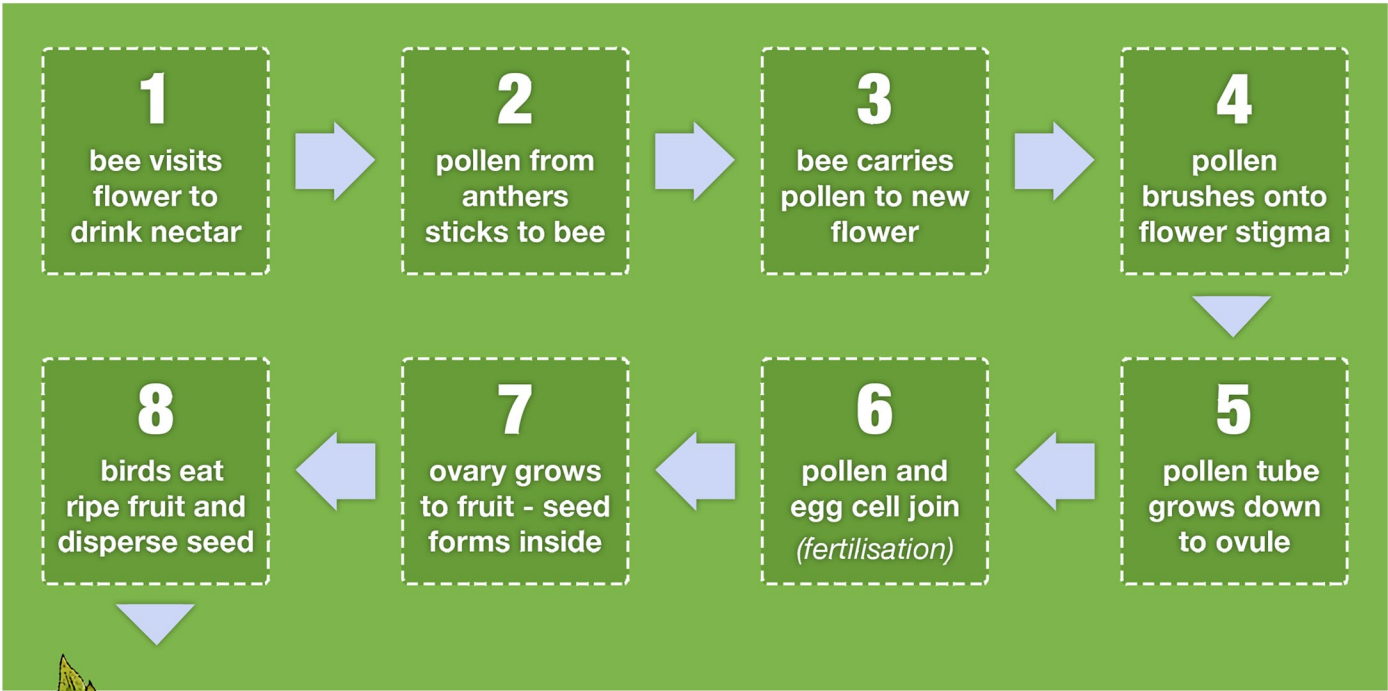 1
bee visits
flower to
drink nectar
2
pollen from
anthers
sticks to bee
3
bee carries
pollen to new
flower
4
pollen
brushes onto
flower stigma
5
pollen tube
grows down
to ovule
6
pollen and
egg cell join
(fertilisation)
7
ovary grows
to fruit - seed
forms inside
8
birds eat
ripe fruit and
disperse seed